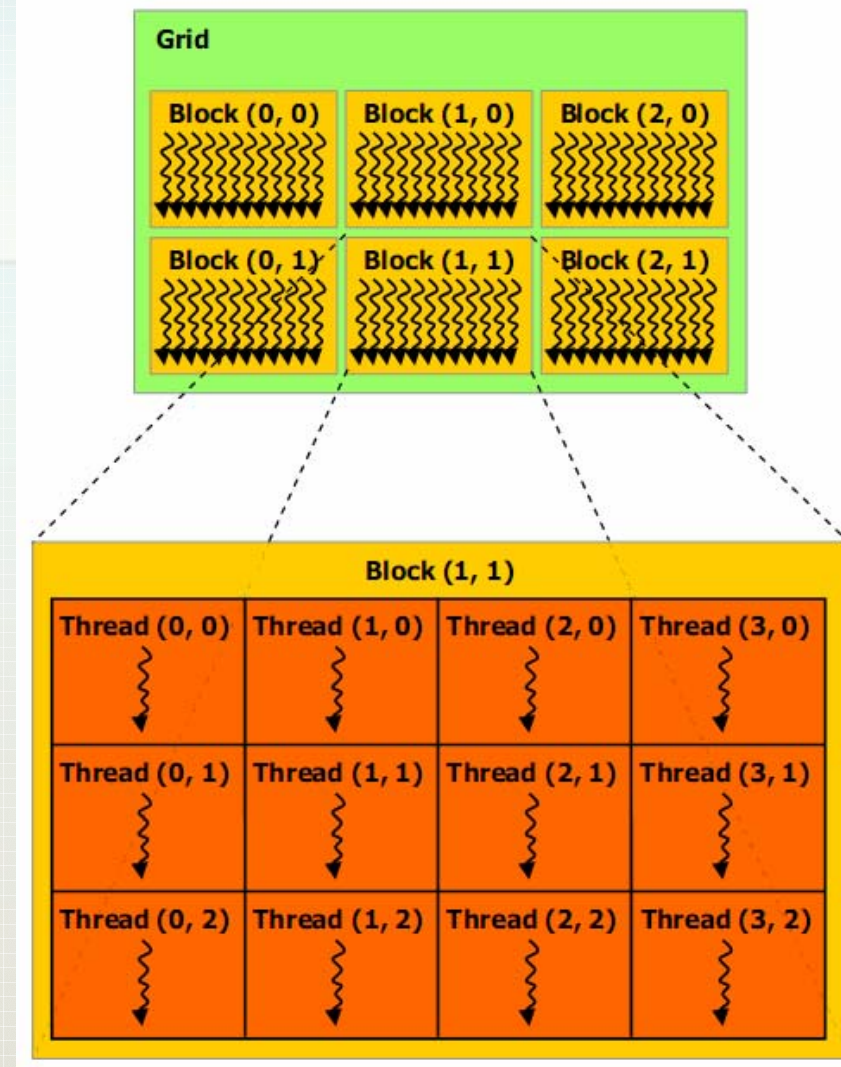 Grid
Block (0, 0) Block (1, 0) Block (2, 0)
Block (0, 1) Block (1, 1) Block (2, 1)
Block (1, 1)
Thread (0, 0) Thread (1, 0) Thread (2, 0) Thread (3, 0)
Thread (0, 1) Thread (1, 1) Thread (2, 1) Thread (3, 1)
Thread (0, 2) Thread (1, 2) Thread (2, 2) Thread (3, 2)